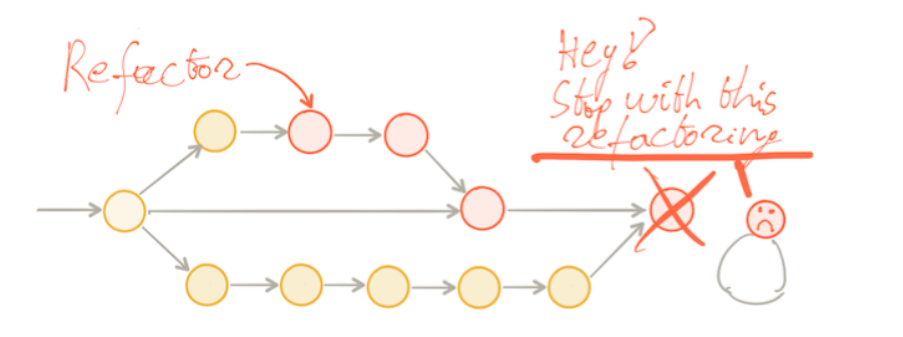 Refactor
Hey!
Stop with this
refactoring